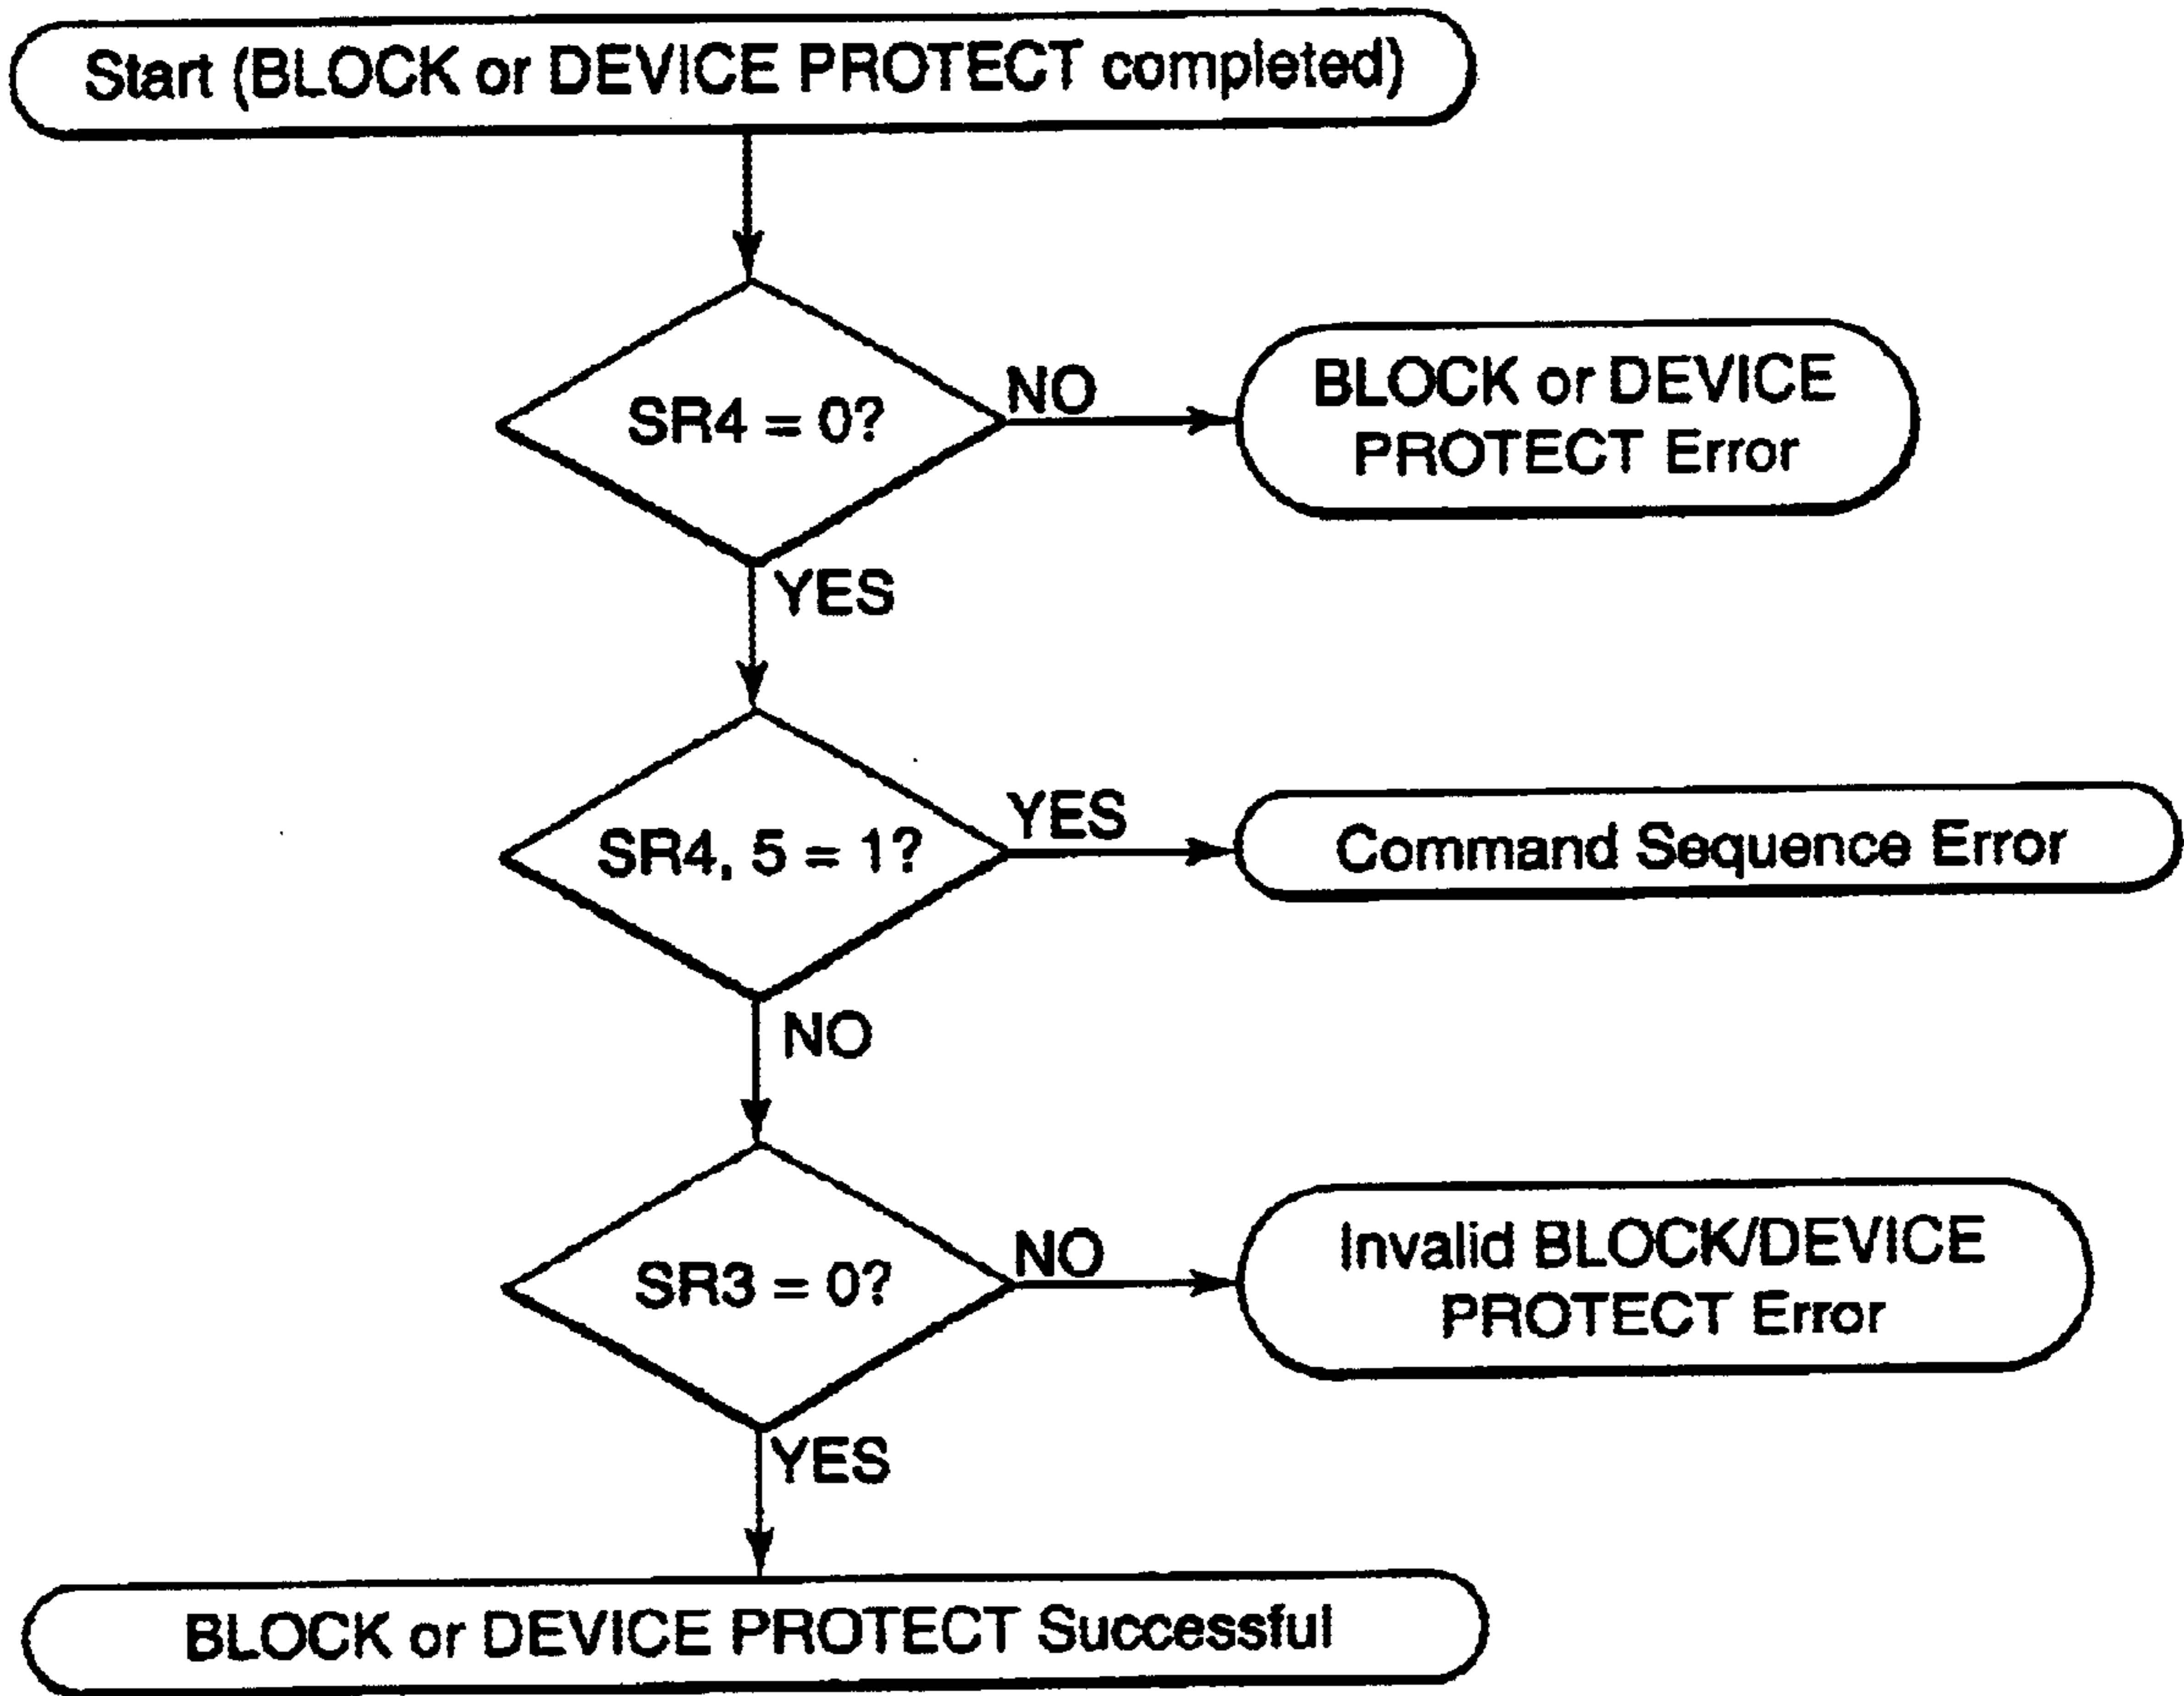 Start (BLOCK or DEVICE PROTECT completed)
SR4 = 0?
NO
BLOCK or DEVICE
PROTECT Error
YES
SR4, 5 = 1?
YES
Command Sequence Error
NO
SR3 = 0?
NO
Invalid BLOCK/DEVICE
PROTECT Error
YES
BLOCK or DEVICE PROTECT Successful